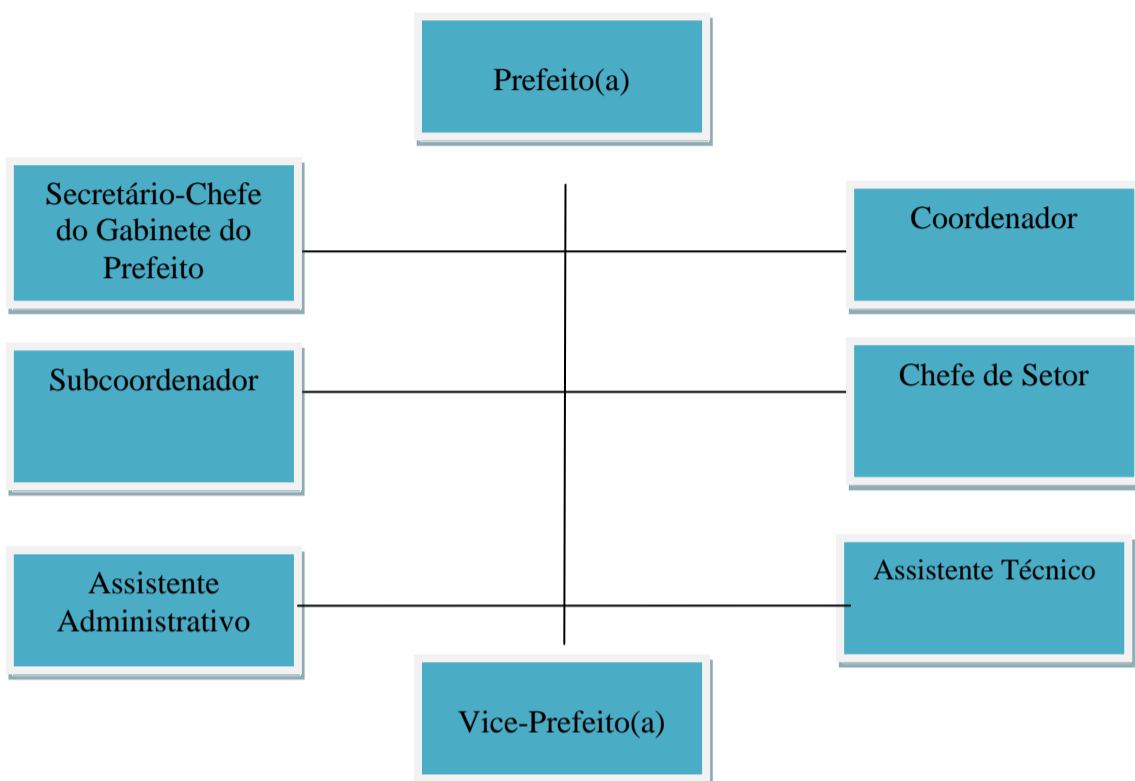 Prefeito(a)
Secretário-Chefe
do Gabinete do
Prefeito
Coordenador
Subcoordenador
Chefe de Setor
Assistente
Administrativo
Assistente Técnico
Vice-Prefeito(a)